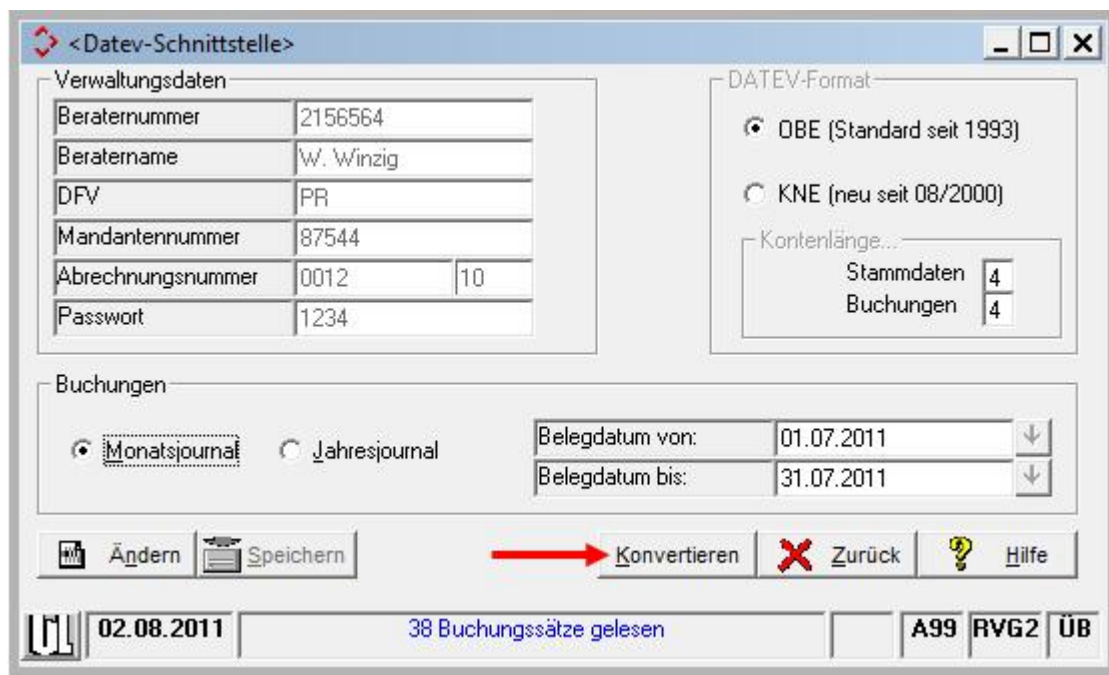 <Datev-Schnittstelle>
Verwaltungsdaten
Beraternummer 2156564
Beratername W. Winzig
DFV PR
Mandantennummer 87544
Abrechnungsnummer 0012 10
Passwort 1234
DATEV-Format
OBE (Standard seit 1993)
KNE (neu seit 08/2000)
Kontenlänge...
Stammdaten 4
Buchungen 4
Buchungen
Monatsjournal Jahresjournal
Belegdatum von: 01.07.2011
Belegdatum bis: 31.07.2011
Ändern Speichern Konvertieren Zurück Hilfe
02.08.2011 38 Buchungssätze gelesen A99 RVG2 ÜB